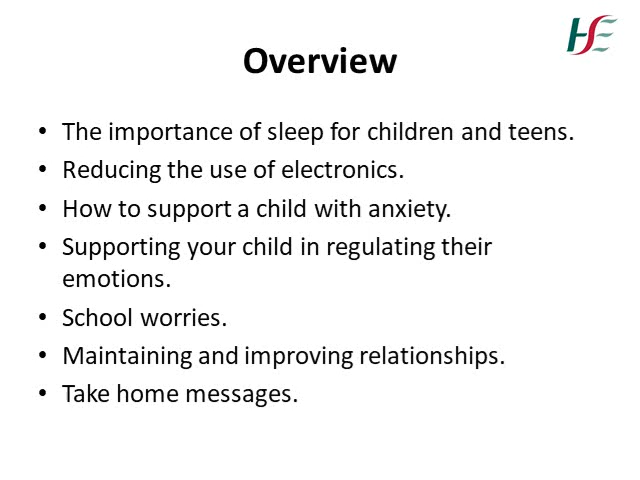 HSE
Overview
• The importance of sleep for children and teens.
• Reducing the use of electronics.
• How to support a child with anxiety.
• Supporting your child in regulating their
emotions.
• School worries.
• Maintaining and improving relationships.
• Take home messages.